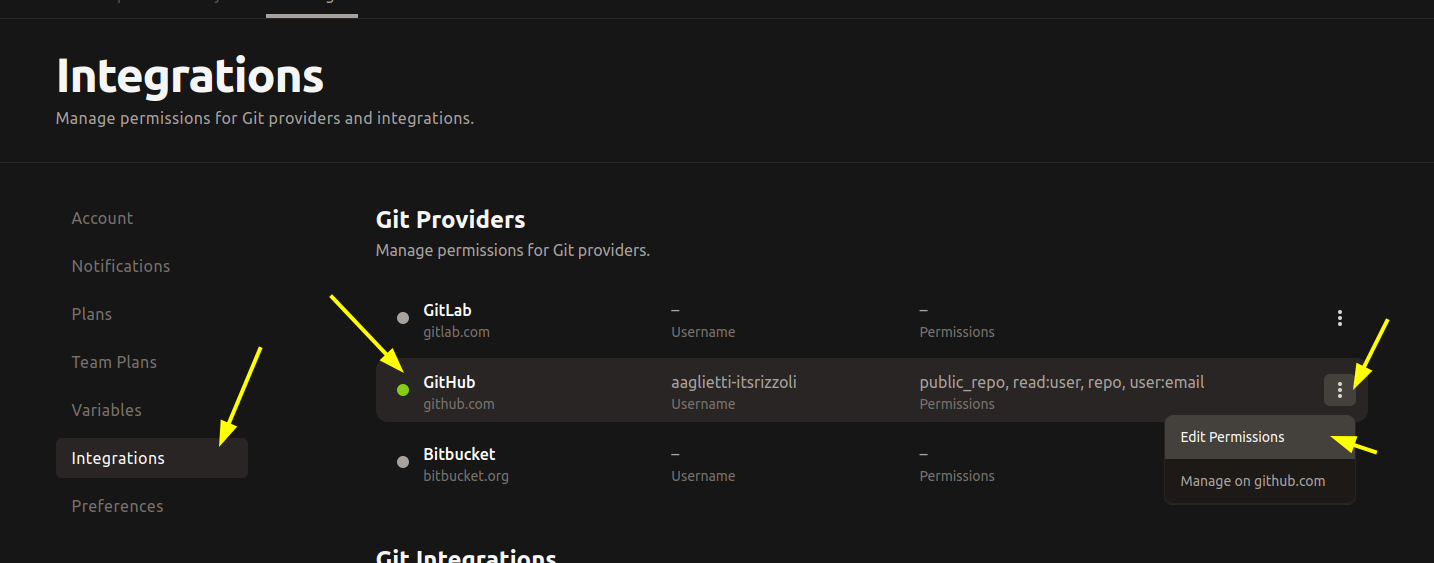 Integrations
Manage permissions for Git providers and integrations.
Account
Notifications
Plans
Team Plans
Variables
Integrations
Preferences
Git Providers
Manage permissions for Git providers.
GitLab – –
gitlab.com Username Permissions
GitHub aaglietti-itsrizzoli public_repo, read:user, repo, user:email
github.com Username Permissions
Edit Permissions
Manage on github.com
Bitbucket – –
bitbucket.org Username Permissions
Git Integrations